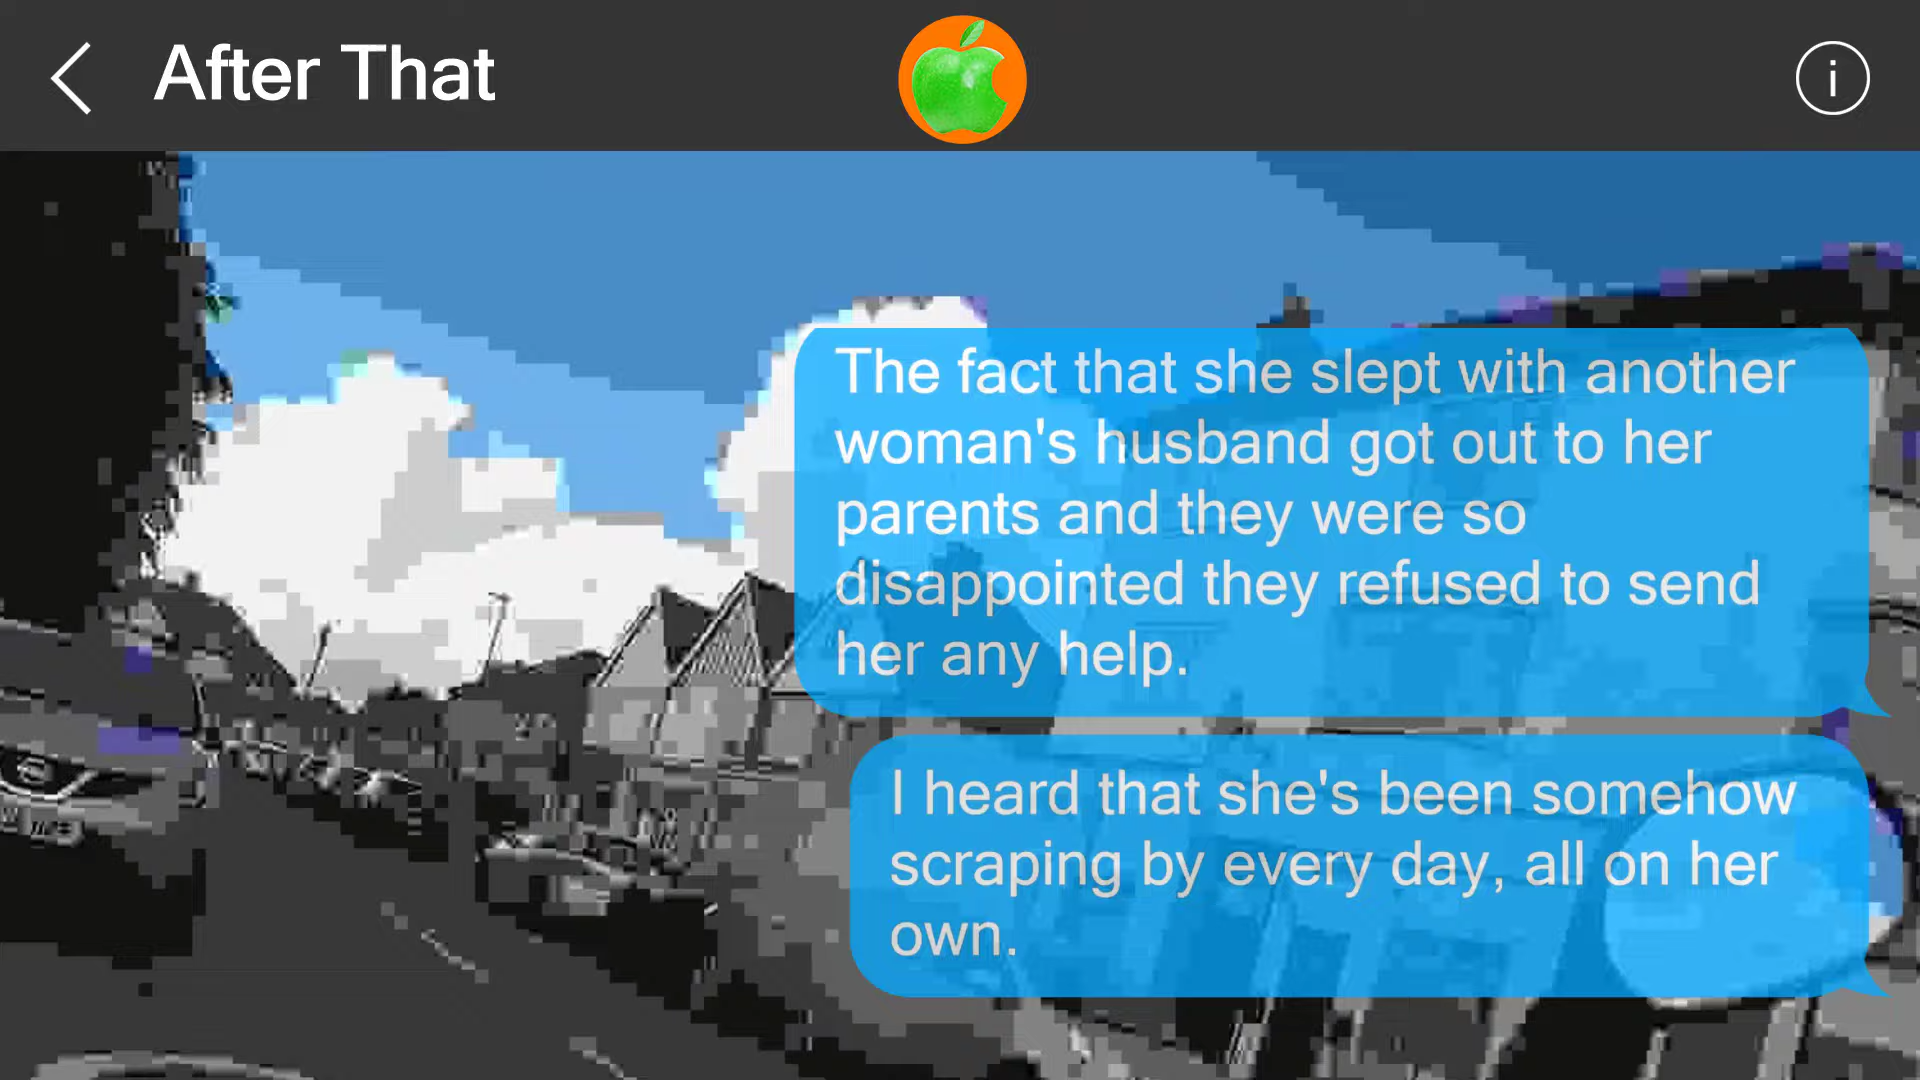 After That
The fact that she slept with another
woman's husband got out to her
parents and they were so
disappointed they refused to send
her any help.
I heard that she's been somehow
scraping by every day, all on her
own.